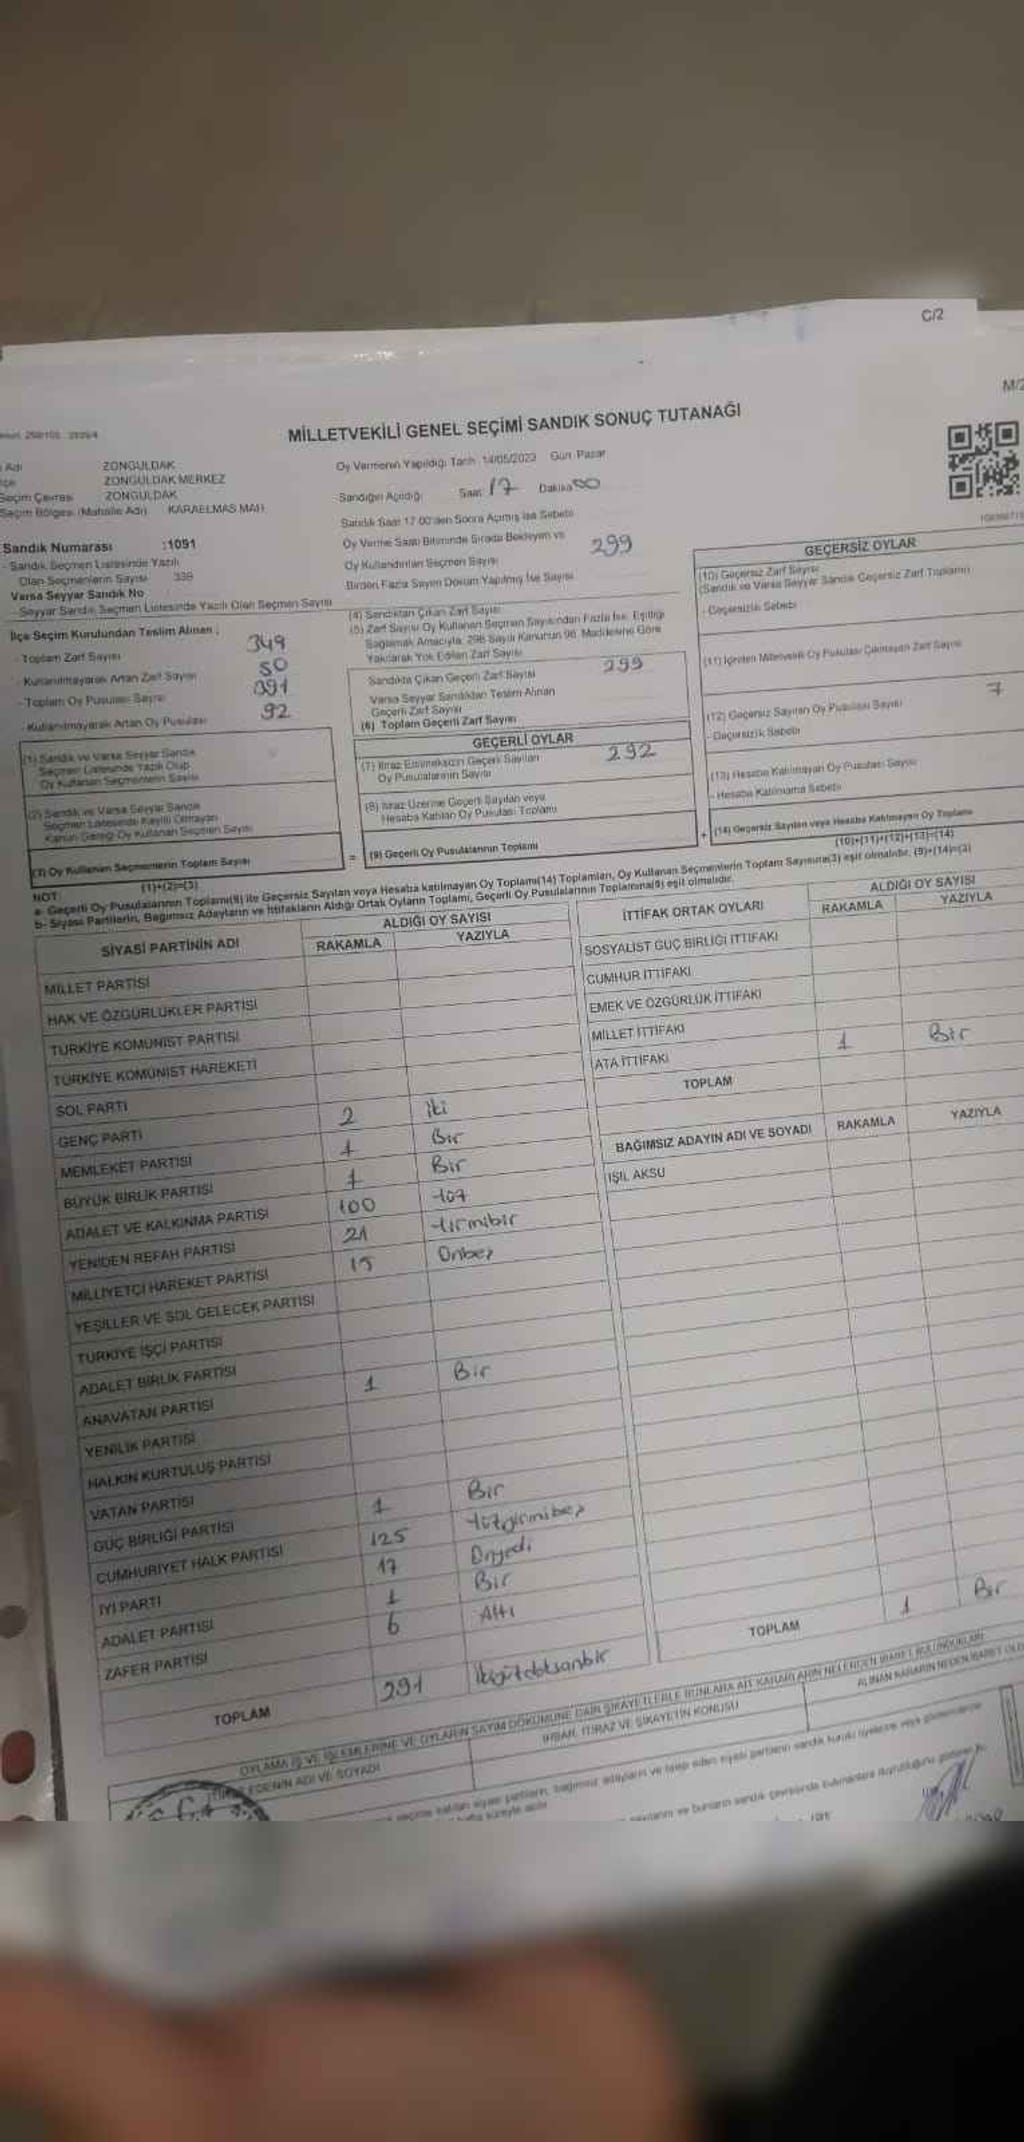 C/2
M/2
MİLLETVEKİLİ GENEL SEÇİMİ SANDIK SONUÇ TUTANAĞI
Adı ZONGULDAK
ZONGULDAK MERKEZ
Seçim Çevresi ZONGULDAK
Seçim Bölgesi (Mahalle Adı) KARAELMAS MAH.
Sandık Numarası :1091
- Sandık Seçmen Listesinde Yazılı
Olan Seçmenlerin Sayısı 339
Varsa Seyyar Sandık No
- Seyyar Sandık Seçmen Listesinde Yazılı Olan Seçmen Sayısı
İlçe Seçim Kurulundan Teslim Alınan ;
- Toplam Zarf Sayısı 349
- Kullanılmayarak Artan Zarf Sayısı 50
- Toplam Oy Pusulası Sayısı 391
- Kullanılmayarak Artan Oy Pusulası 92
(1) Sandık ve Varsa Seyyar Sandık
Seçmen Listesinde Yazılı Olup
Oy Kullanan Seçmenlerin Sayısı
(2) Sandık ve Varsa Seyyar Sandık
Seçmen Listesinde Kayıtlı Olmayan
Kanun Gereği Oy Kullanan Seçmen Sayısı
(3) Oy Kullanan Seçmenlerin Toplam Sayısı
(1)+(2)=(3)
Oy Vermenin Yapıldığı Tarih 14/05/2023 Gün Pazar
Sandığın Açıldığı Saat 17 Dakika 00
Sandık Saat 17.00'den Sonra Açılmış İse Sebebi
Oy Verme Saati Bitiminde Sırada Bekleyen ve
Oy Kullandırılan Seçmen Sayısı
299
Birden Fazla Sayım Döküm Yapılmış İse Sayısı
(4) Sandıktan Çıkan Zarf Sayısı
(5) Zarf Sayısı Oy Kullanan Seçmen Sayısından Fazla İse, Eşitliği
Sağlamak Amacıyla, 298 Sayılı Kanunun 98. Maddesine Göre
Yakılarak Yok Edilen Zarf Sayısı
Sandıkta Çıkan Geçerli Zarf Sayısı 299
Varsa Seyyar Sandıktan Teslim Alınan
Geçerli Zarf Sayısı
(6) Toplam Geçerli Zarf Sayısı
GEÇERLİ OYLAR
(7) İtiraz Edilmeksizin Geçerli Sayılan
Oy Pusulalarının Sayısı 292
(8) İtiraz Üzerine Geçerli Sayılan veya
Hesaba Katılan Oy Pusulası Toplamı
= (9) Geçerli Oy Pusulalarının Toplamı +
GEÇERSİZ OYLAR
(10) Geçersiz Zarf Sayısı
(Sandık ve Varsa Seyyar Sandık Geçersiz Zarf Toplamı)
- Geçersizlik Sebebi
(11) İçinden Milletvekili Oy Pusulası Çıkmayan Zarf Sayısı
7
(12) Geçersiz Sayılan Oy Pusulası Sayısı
- Geçersizlik Sebebi
(13) Hesaba Katılmayan Oy Pusulası Sayısı
- Hesaba Katılmama Sebebi
(14) Geçersiz Sayılan veya Hesaba Katılmayan Oy Toplamı
(10)+(11)+(12)+(13)=(14)
NOT:
a- Geçerli Oy Pusulalarının Toplamı(9) ile Geçersiz Sayılan veya Hesaba katılmayan Oy Toplamı(14) Toplamları, Oy Kullanan Seçmenlerin Toplam Sayısına(3) eşit olmalıdır. (9)+(14)=(3)
b- Siyasi Partilerin, Bağımsız Adayların ve İttifakların Aldığı Ortak Oyların Toplamı, Geçerli Oy Pusulalarının Toplamına(9) eşit olmalıdır.
SİYASİ PARTİNİN ADI ALDIĞI OY SAYISI
RAKAMLA YAZIYLA
MİLLET PARTİSİ
HAK VE ÖZGÜRLÜKLER PARTİSİ
TÜRKİYE KOMÜNİST PARTİSİ
TÜRKİYE KOMÜNİST HAREKETİ
SOL PARTİ
GENÇ PARTİ 2 iki
MEMLEKET PARTİSİ 1 Bir
BÜYÜK BİRLİK PARTİSİ 1 Bir
ADALET VE KALKINMA PARTİSİ 100 yüz
YENİDEN REFAH PARTİSİ 21 yirmibir
MİLLİYETÇİ HAREKET PARTİSİ 15 Onbeş
YEŞİLLER VE SOL GELECEK PARTİSİ
TÜRKİYE İŞÇİ PARTİSİ
ADALET BİRLİK PARTİSİ
ANAVATAN PARTİSİ 1 Bir
YENİLİK PARTİSİ
HALKIN KURTULUŞ PARTİSİ
VATAN PARTİSİ
GÜÇ BİRLİĞİ PARTİSİ 1 Bir
CUMHURİYET HALK PARTİSİ 125 yüzyirmibeş
İYİ PARTİ 17 Onyedi
ADALET PARTİSİ 1 Bir
ZAFER PARTİSİ 6 Altı
TOPLAM 291 ikiyüzdoksanbir
İTTİFAK ORTAK OYLARI ALDIĞI OY SAYISI
RAKAMLA YAZIYLA
SOSYALİST GÜÇ BİRLİĞİ İTTİFAKI
CUMHUR İTTİFAKI
EMEK VE ÖZGÜRLÜK İTTİFAKI
MİLLET İTTİFAKI 1 Bir
ATA İTTİFAKI
TOPLAM
BAĞIMSIZ ADAYIN ADI VE SOYADI RAKAMLA YAZIYLA
IŞIL AKSU
TOPLAM 1 Bir
OYLAMA İŞ VE İŞLEMLERİNE VE OYLARIN SAYIM DÖKÜMÜNE DAİR ŞİKAYETLERLE BUNLARA AİT KARARLARIN NELERDEN İBARET BULUNDUKLARI
EDENİN ADI VE SOYADI
İHBAR, İTİRAZ VE ŞİKAYETİN KONUSU
ALINAN KARARIN NEDEN İBARET